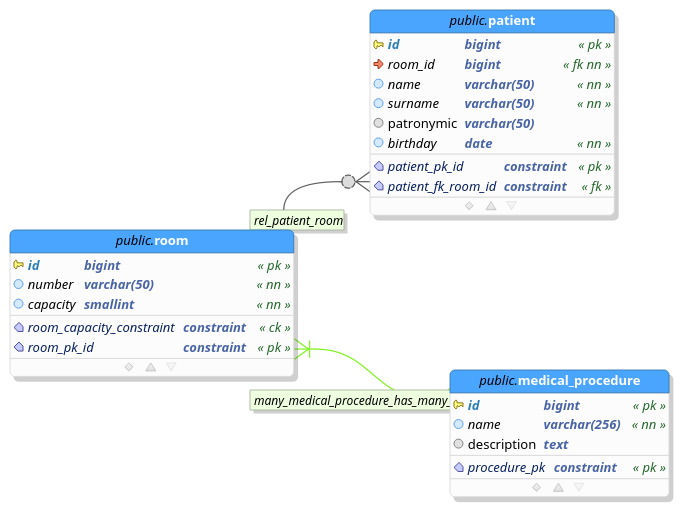 public.patient
id bigint « pk »
room_id bigint « fk nn »
name varchar(50) « nn »
surname varchar(50) « nn »
patronymic varchar(50)
birthday date « nn »
patient_pk_id constraint « pk »
patient_fk_room_id constraint « fk »
rel_patient_room
public.room
id bigint « pk »
number varchar(50) « nn »
capacity smallint « nn »
room_capacity_constraint constraint « ck »
room_pk_id constraint « pk »
many_medical_procedure_has_many_
public.medical_procedure
id bigint « pk »
name varchar(256) « nn »
description text
procedure_pk constraint « pk »